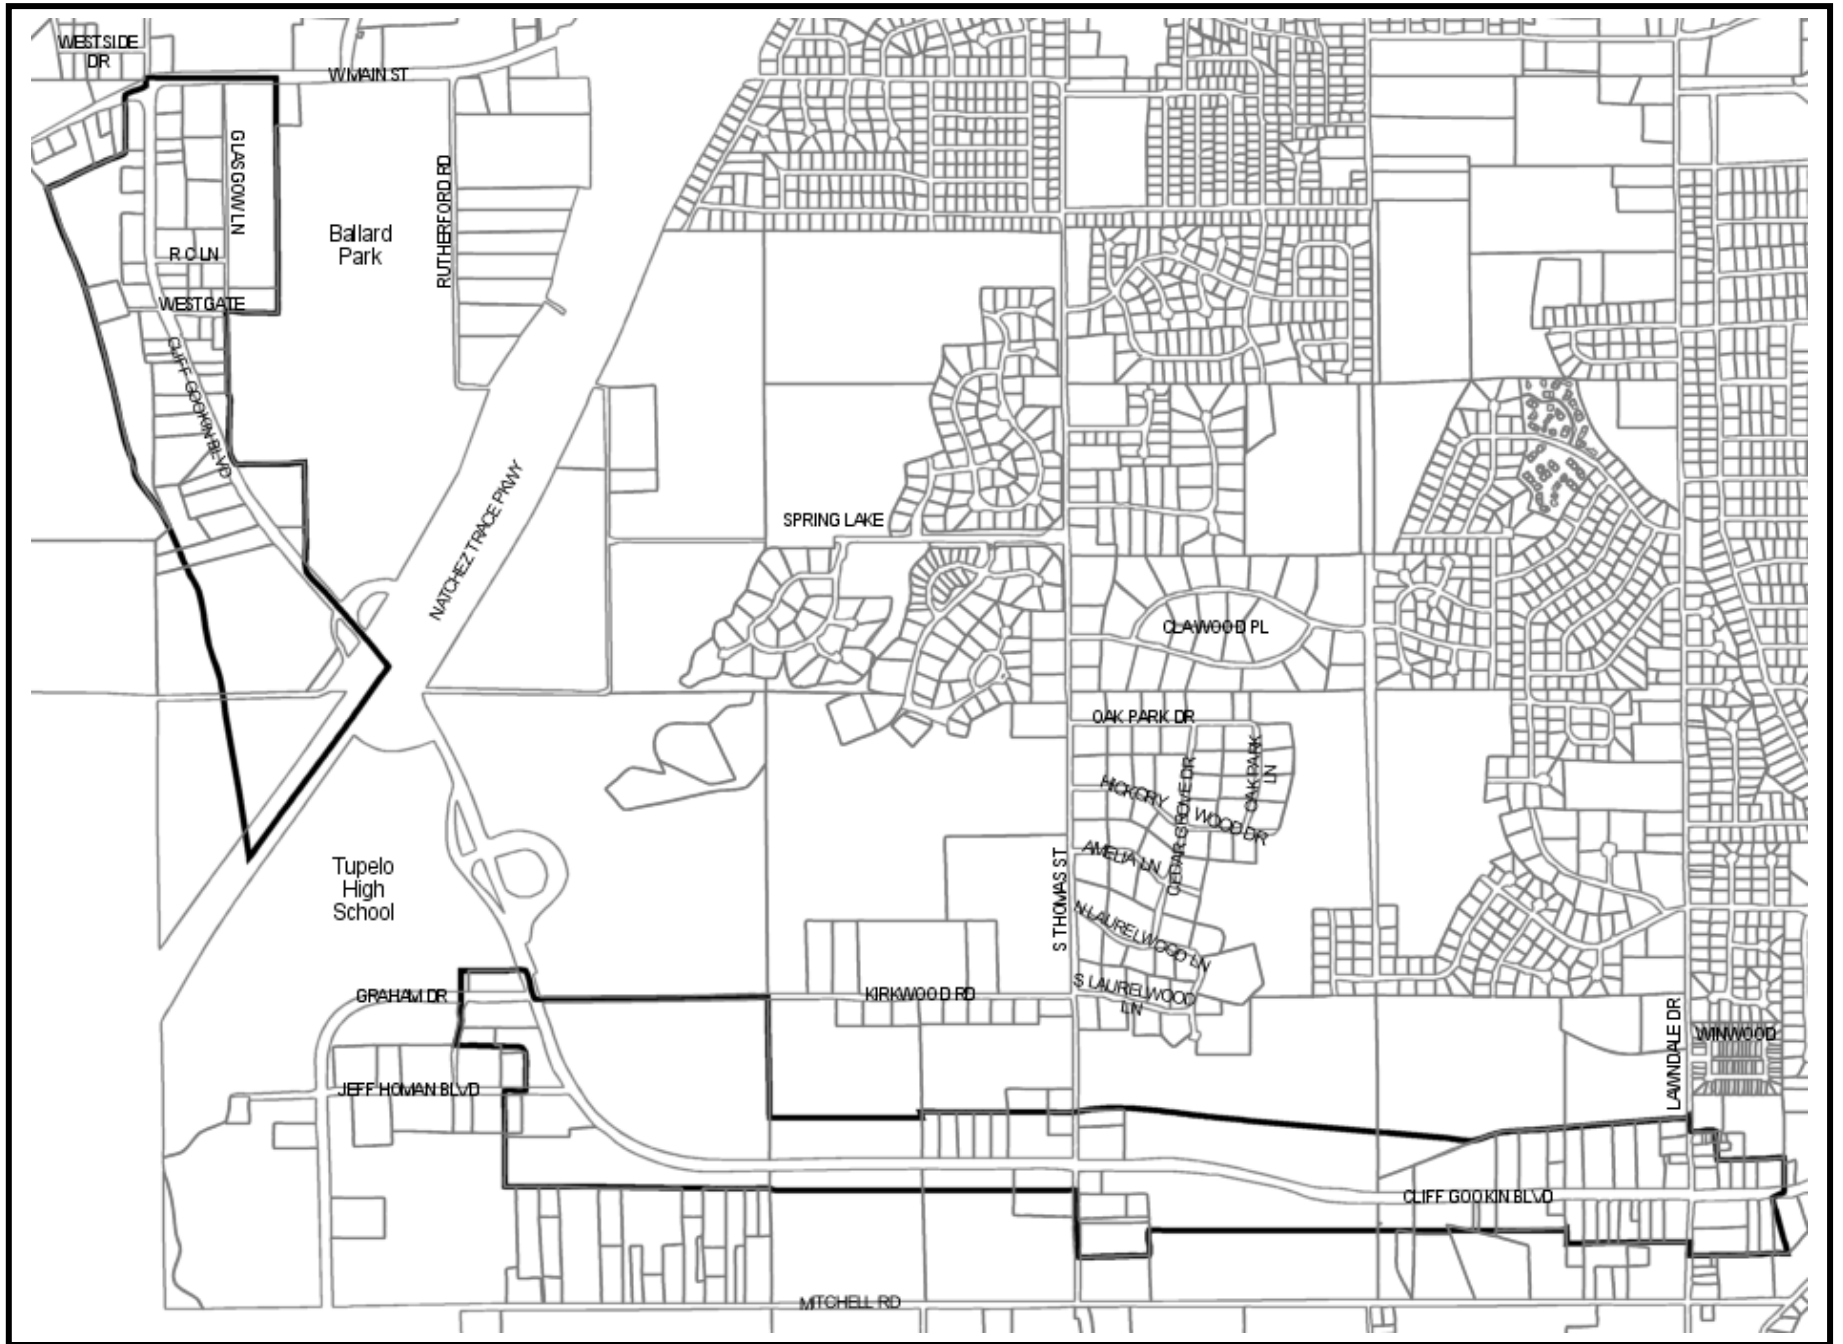 WESTSIDE
DR
W MAIN ST
GLASGOW LN
RUTHERFORD RD
Ballard
Park
R C LN
WESTGATE
CLIFF GOOKIN BLVD
NATCHEZ TRACE PKWY
SPRING LAKE
CLAWOOD PL
OAK PARK DR
OAK PARK
LN
HICKORY
WOOD DR
CEDAR GROVE DR
AMELIA LN
Tupelo
High
School
S THOMAS ST
N LAURELWOOD LN
S LAURELWOOD
LN
GRAHAM DR
KIRKWOOD RD
LAWNDALE DR
WINWOOD
JEFF HOMAN BLVD
CLIFF GOOKIN BLVD
MITCHELL RD